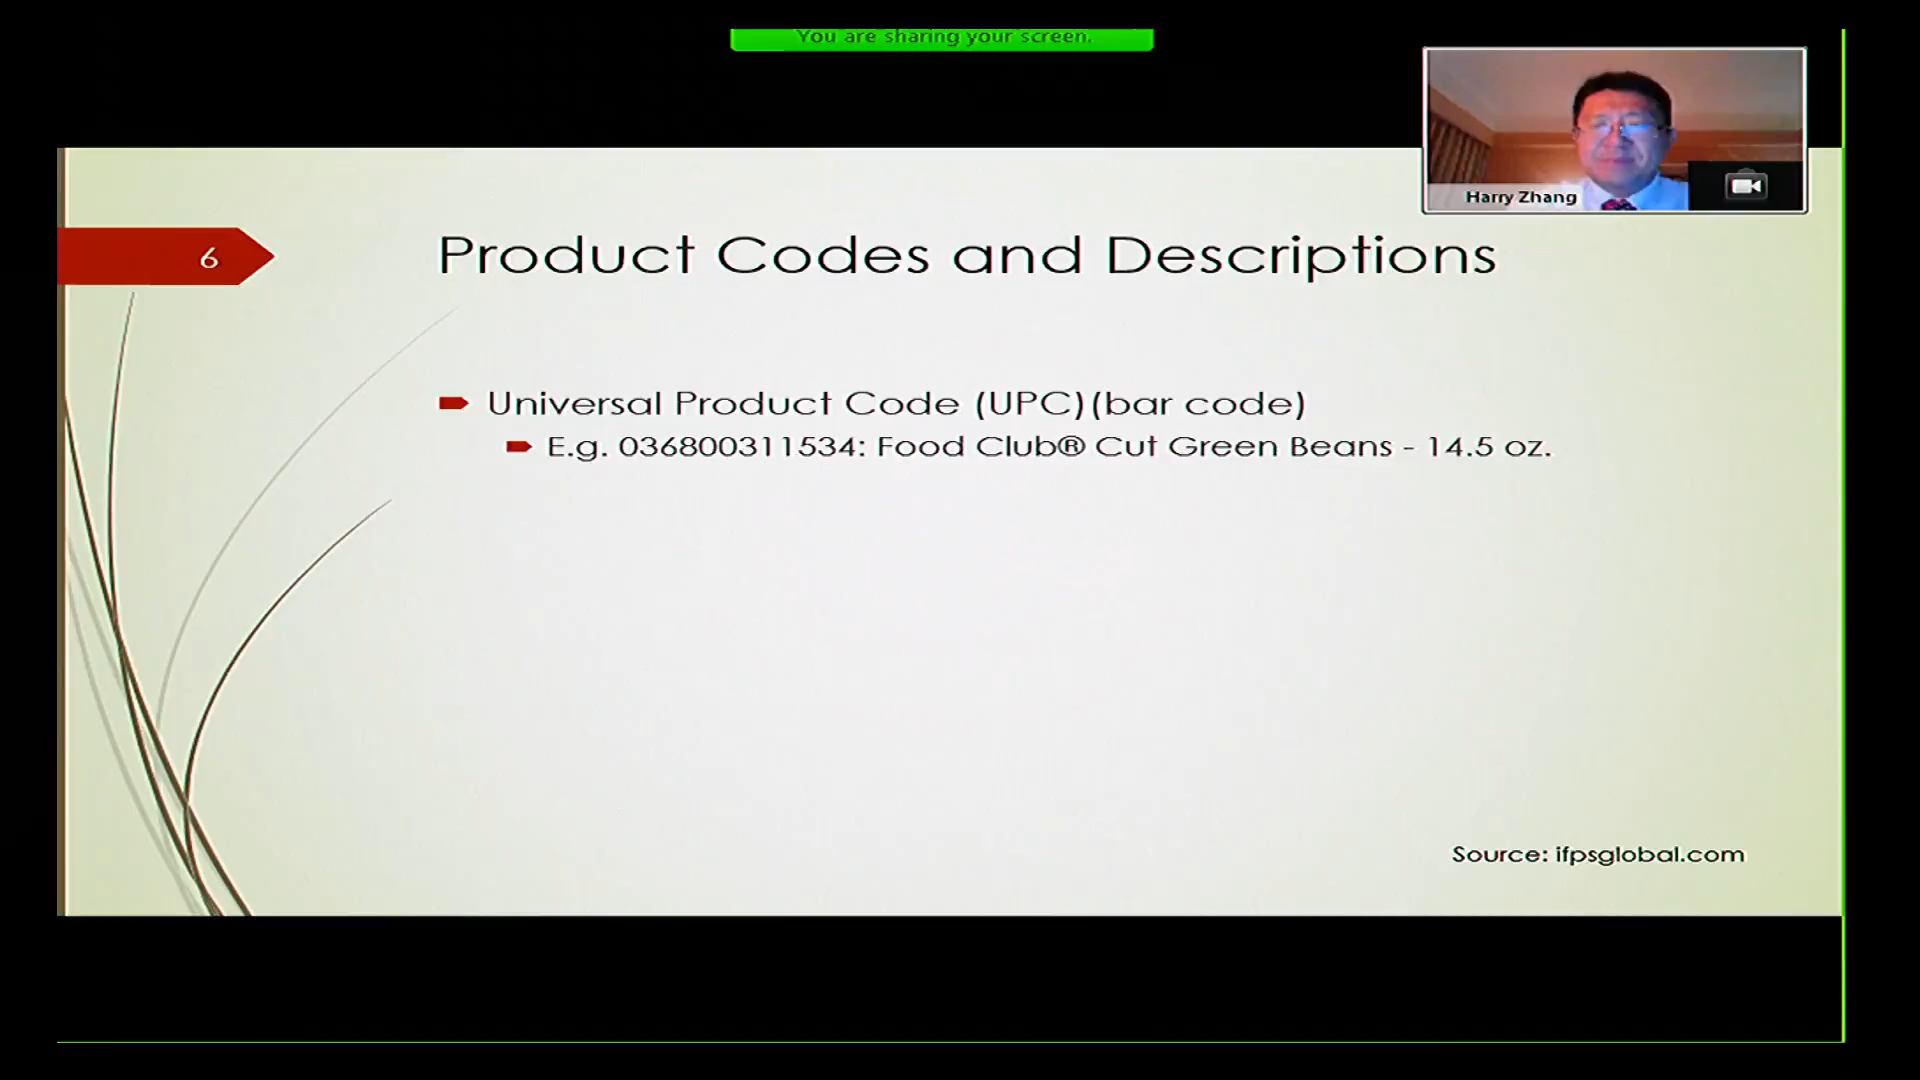 You are sharing your screen.
Harry Zhang
6
Product Codes and Descriptions
Universal Product Code (UPC)(bar code)
E.g. 036800311534: Food Club® Cut Green Beans - 14.5 oz.
Source: ifpsglobal.com